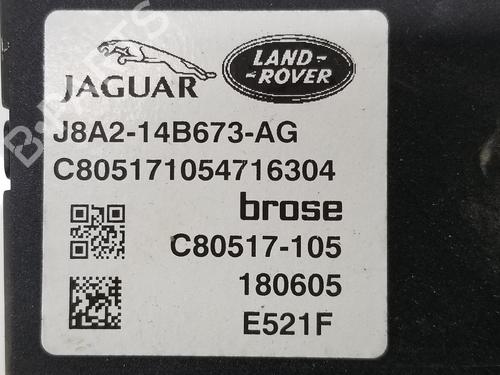 JAGUAR
LAND-
ROVER
J8A2-14B673-AG
C805171054716304
brose
C80517-105
180605
E521F